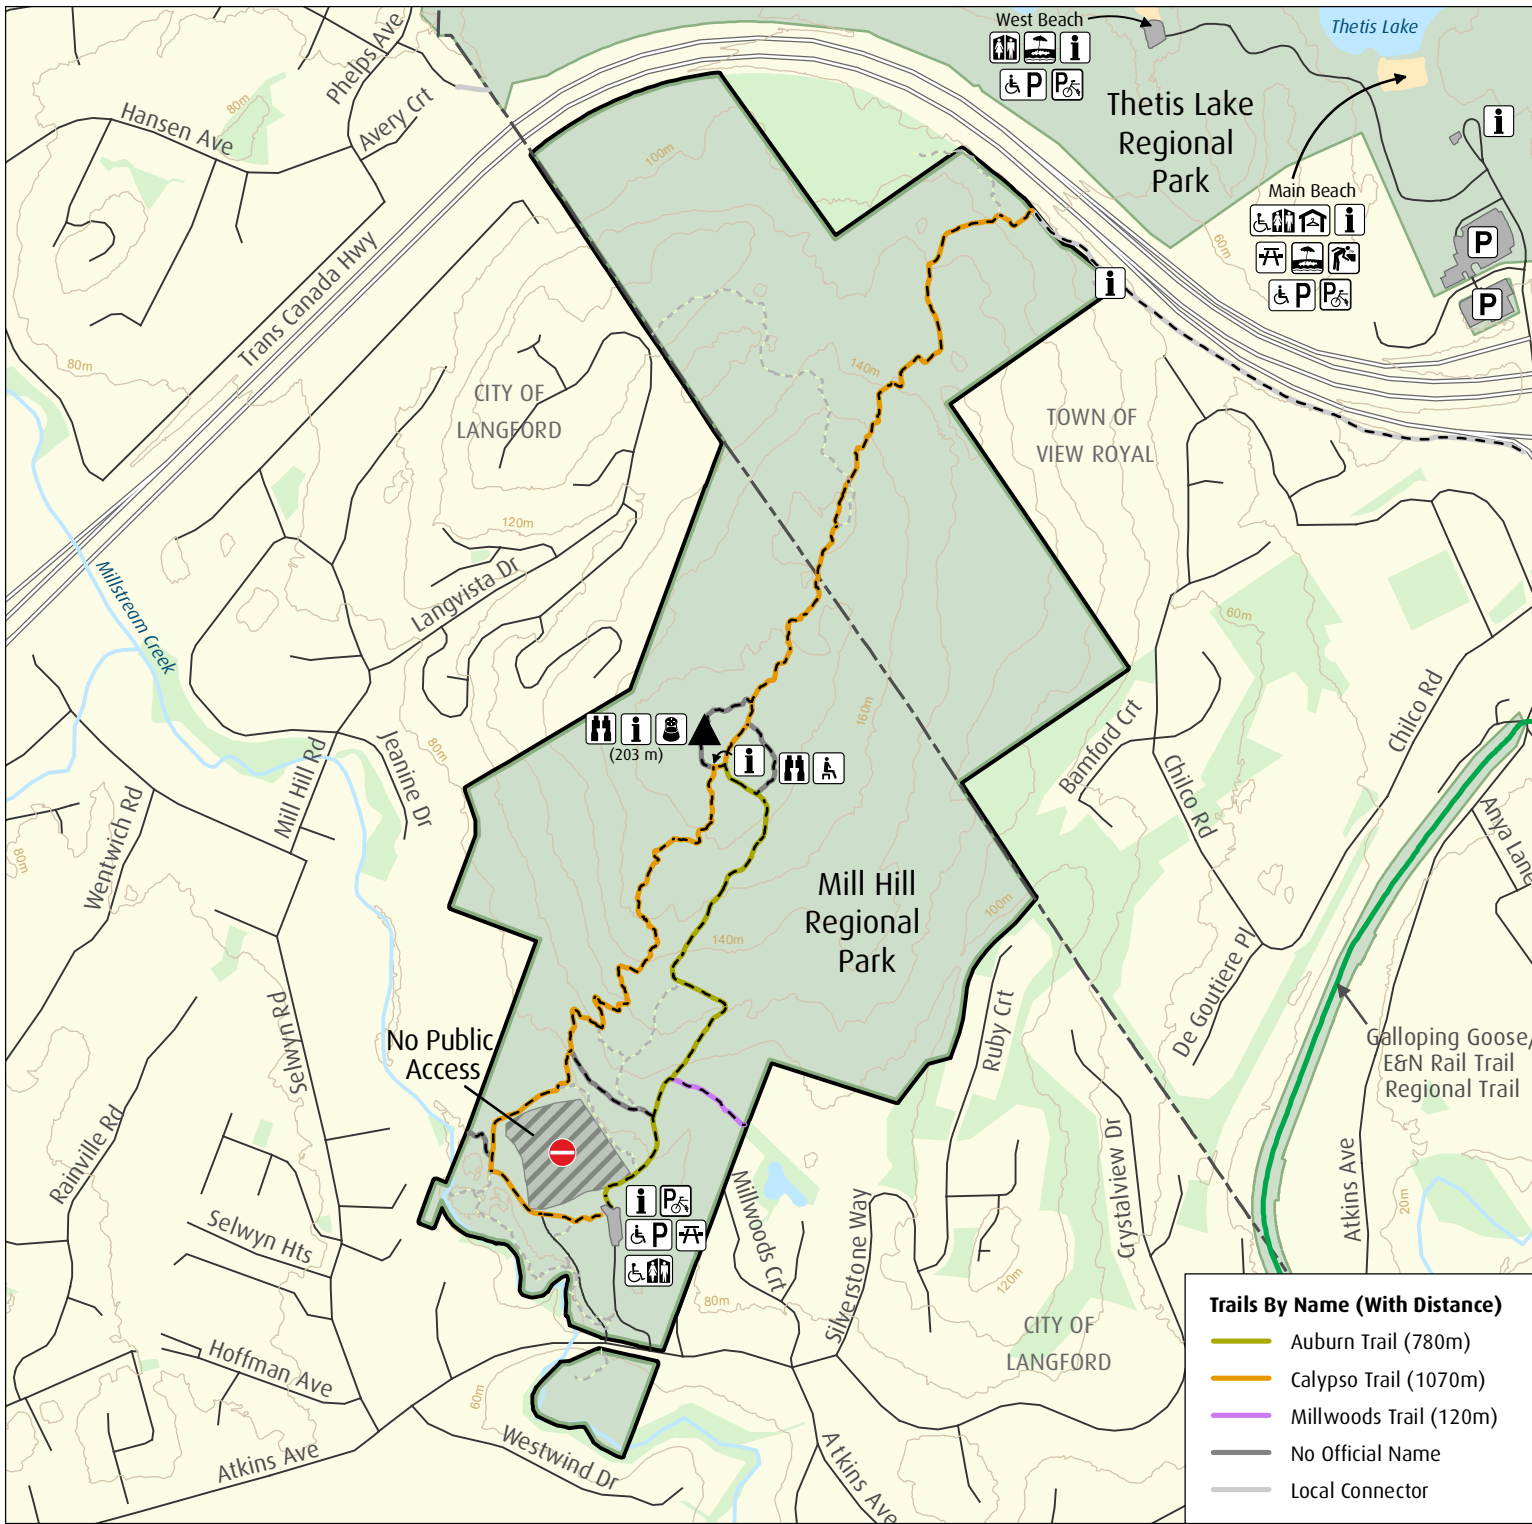 West Beach
Thetis Lake
P
Thetis Lake
Regional
Park
Main Beach
P
P
P
P
P
Phelps Ave
Avery Crt
Hansen Ave
80m
100m
60m
Trans Canada Hwy
80m
140m
CITY OF
LANGFORD
TOWN OF
VIEW ROYAL
120m
Langvista Dr
Millstream Creek
60m
Chilco Rd
Bamford Crt
Chilco Rd
160m
(203 m)
80m
Jeanine Dr
Mill Hill Rd
Wentwich Rd
80m
Anya Lane
Mill Hill
Regional
Park
100m
140m
De Goutiere Pl
Ruby Crt
Selwyn Rd
No Public
Access
Galloping Goose/
E&N Rail Trail
Regional Trail
Rainville Rd
Crystalview Dr
Atkins Ave
20m
P
P
Millwoods Crt
Silverstone Way
Selwyn Hts
120m
80m
CITY OF
LANGFORD
Hoffman Ave
60m
Atkins Ave
Westwind Dr
Atkins Ave
Trails By Name (With Distance)
Auburn Trail (780m)
Calypso Trail (1070m)
Millwoods Trail (120m)
No Official Name
Local Connector